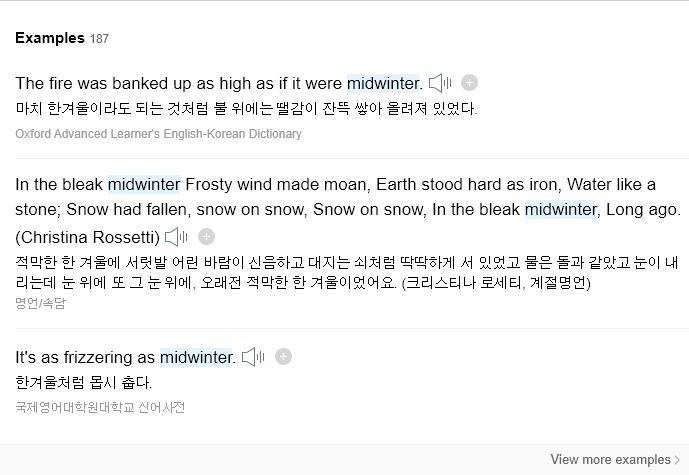 Examples 187
The fire was banked up as high as if it were midwinter.
마치 한겨울이라도 되는 것처럼 불 위에는 땔감이 잔뜩 쌓아 올려져 있었다.
Oxford Advanced Learner's English-Korean Dictionary
In the bleak midwinter Frosty wind made moan, Earth stood hard as iron, Water like a
stone; Snow had fallen, snow on snow, Snow on snow, In the bleak midwinter, Long ago.
(Christina Rossetti)
적막한 한 겨울에 서릿발 어린 바람이 신음하고 대지는 쇠처럼 딱딱하게 서 있었고 물은 돌과 같았고 눈이 내
리는데 눈 위에 또 그 눈 위에, 오래전 적막한 한 겨울이었어요. (크리스티나 로세티, 계절명언)
명언/속담
It's as frizzering as midwinter.
한겨울처럼 몹시 춥다.
국제영어대학원대학교 신어사전
View more examples